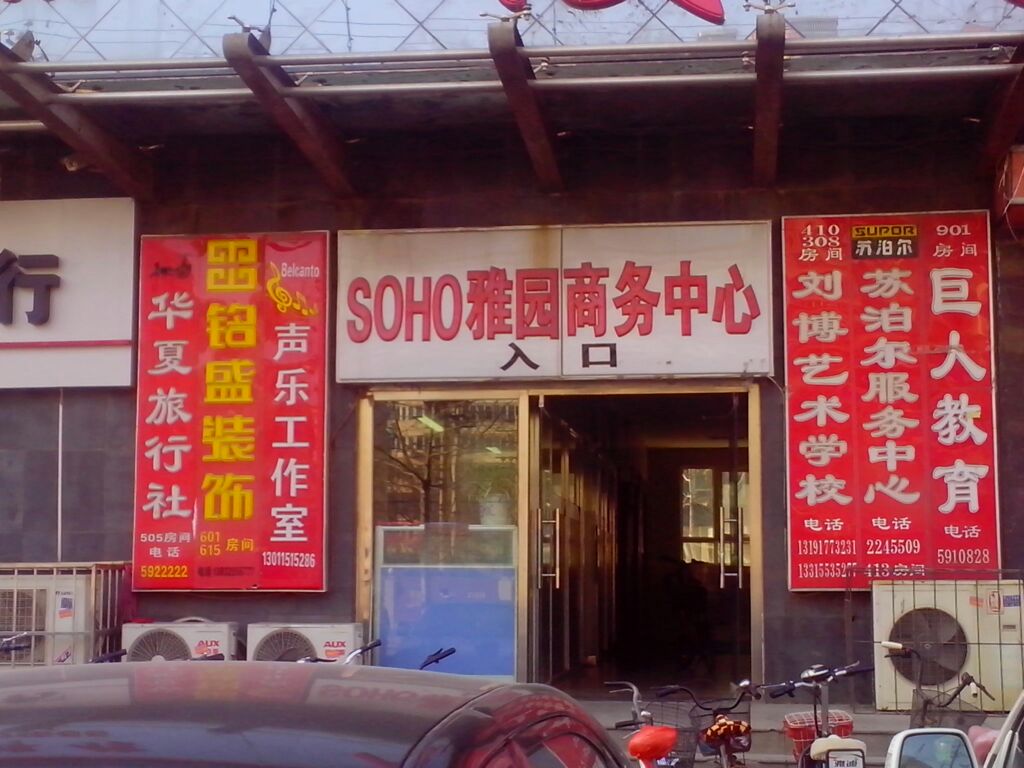 行
华夏旅行社
505房间
电话
5922222
铭盛装饰
601
615 房间
Belcanto
声乐工作室
13011515286
SOHO雅园商务中心
入口
410
308
房间
刘博艺术学校
电话
13191773231
SUPOR
苏泊尔
苏泊尔服务中心
电话
2245509
413房间
901
房间
巨人教育
电话
5910828
AUX
AUX